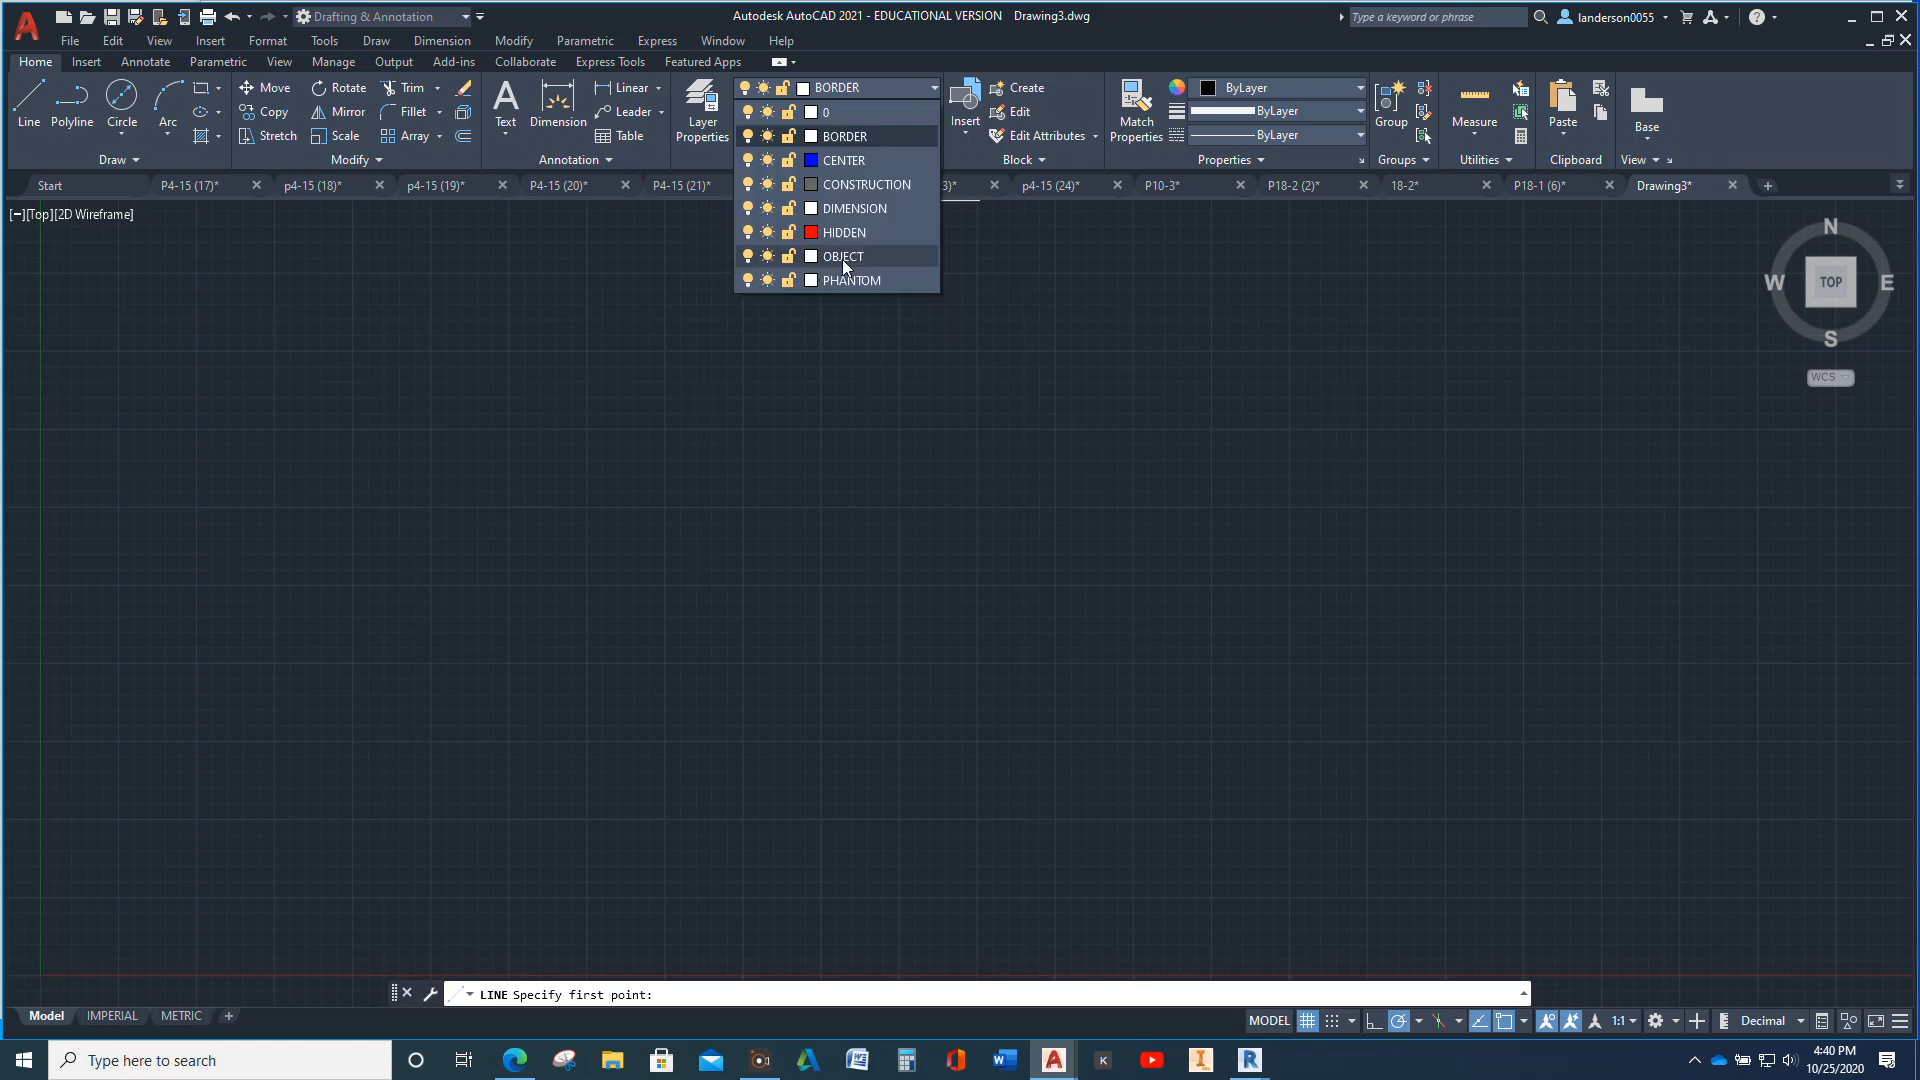 Drafting & Annotation
Autodesk AutoCAD 2021 - EDUCATIONAL VERSION Drawing3.dwg
Type a keyword or phrase
landerson0055
File Edit View Insert Format Tools Draw Dimension Modify Parametric Express Window Help
Home Insert Annotate Parametric View Manage Output Add-ins Collaborate Express Tools Featured Apps
Line Polyline Circle Arc
Draw
Move Rotate Trim
Copy Mirror Fillet
Stretch Scale Array
Modify
Text Dimension
Linear
Leader
Table
Annotation
Layer Properties
BORDER
0
BORDER
CENTER
CONSTRUCTION
DIMENSION
HIDDEN
OBJECT
PHANTOM
Insert
Create
Edit
Edit Attributes
Block
Match Properties
ByLayer
ByLayer
ByLayer
Properties
Group
Groups
Measure
Utilities
Paste
Clipboard
Base
View
Start P4-15 (17)* p4-15 (18)* p4-15 (19)* P4-15 (20)* P4-15 (21)* 3)* p4-15 (24)* P10-3* P18-2 (2)* 18-2* P18-1 (6)* Drawing3*
[−][Top][2D Wireframe]
N
W TOP E
S
WCS
LINE Specify first point:
Model IMPERIAL METRIC
MODEL 1:1 Decimal
Type here to search
4:40 PM
10/25/2020